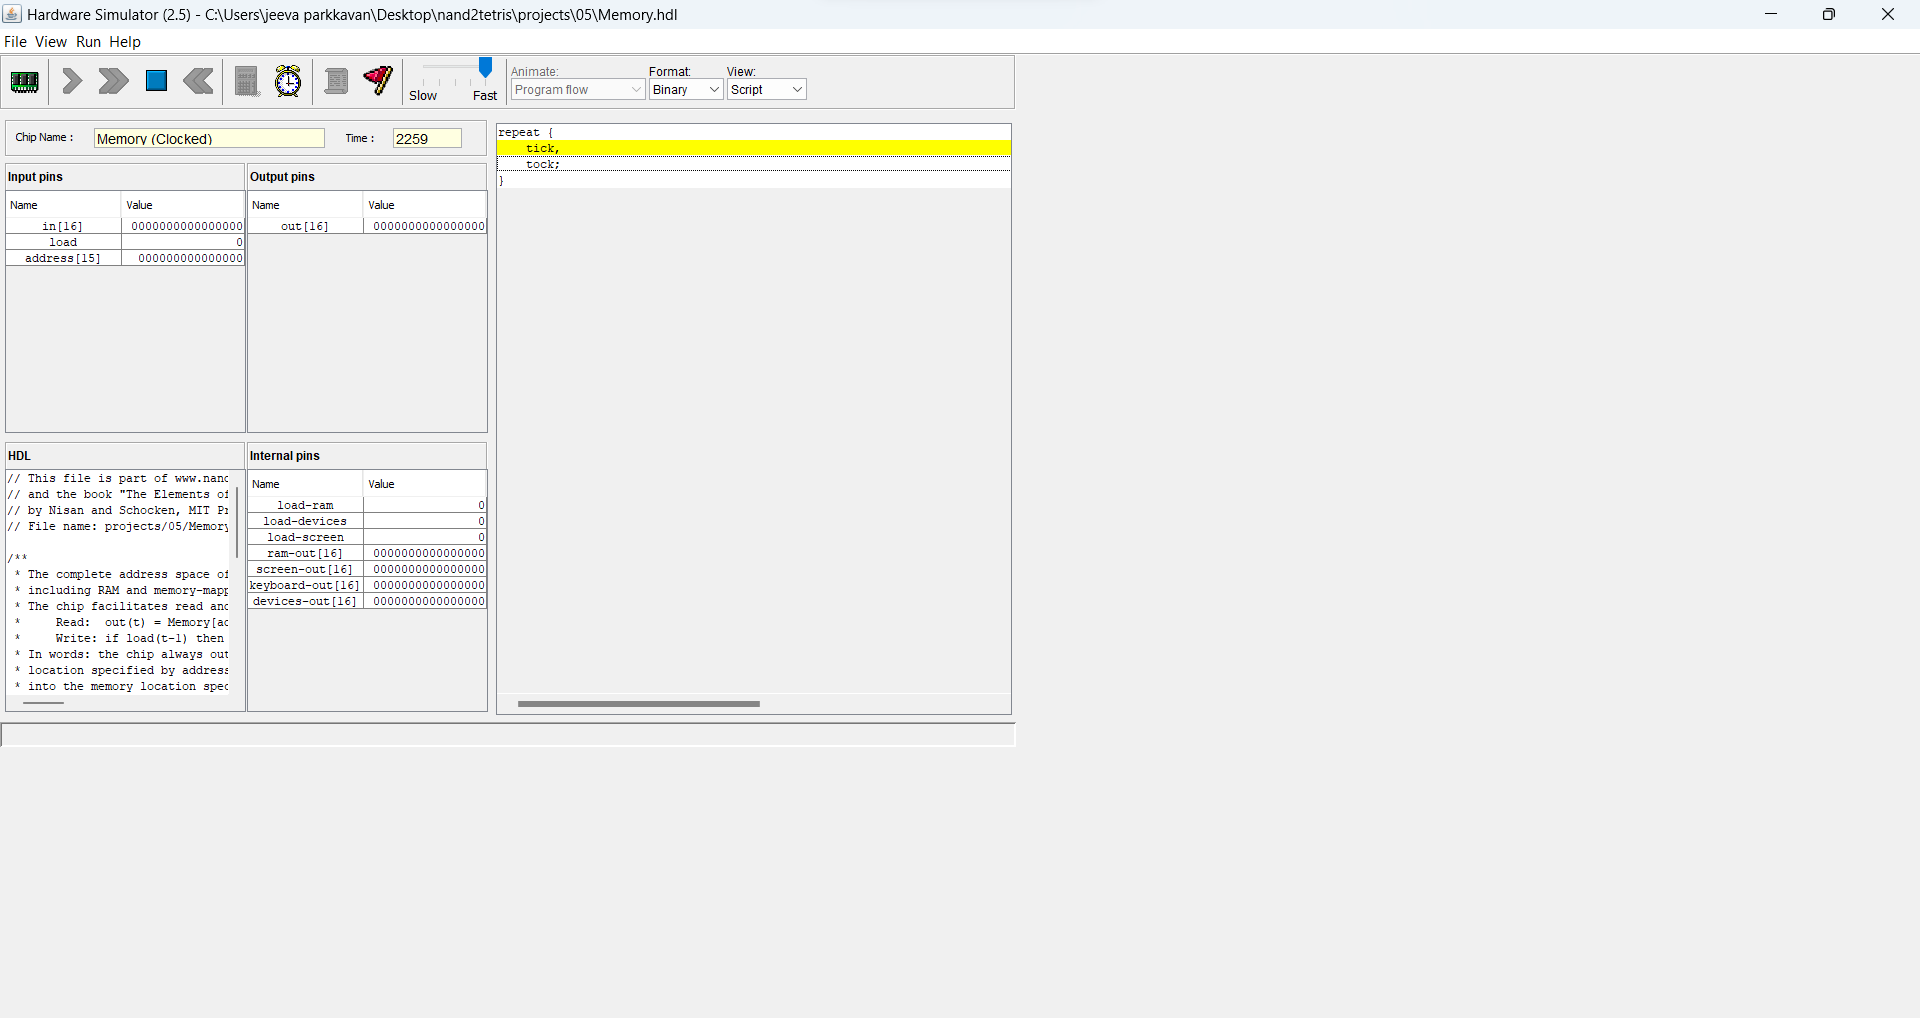 Hardware Simulator (2.5) - C:\Users\jeeva parkkavan\Desktop\nand2tetris\projects\05\Memory.hdl
File View Run Help
Slow Fast
Animate: Format: View:
Program flow Binary Script
Chip Name : Memory (Clocked) Time : 2259
Input pins
Name Value
in[16] 0000000000000000
load 0
address[15] 000000000000000
Output pins
Name Value
out[16] 0000000000000000
HDL
// This file is part of www.nand
// and the book "The Elements of
// by Nisan and Schocken, MIT Pr
// File name: projects/05/Memory
/**
* The complete address space of
* including RAM and memory-mapp
* The chip facilitates read and
* Read: out(t) = Memory[ad
* Write: if load(t-1) then
* In words: the chip always out
* location specified by address
* into the memory location spec
Internal pins
Name Value
load-ram 0
load-devices 0
load-screen 0
ram-out[16] 0000000000000000
screen-out[16] 0000000000000000
keyboard-out[16] 0000000000000000
devices-out[16] 0000000000000000
repeat {
tick,
tock;
}